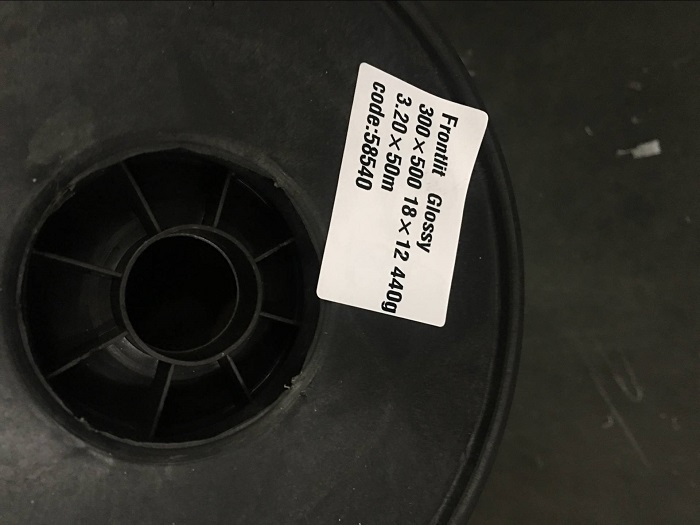 Frontlit Glossy
300×500 18×12 440g
3.20×50m
code:58540